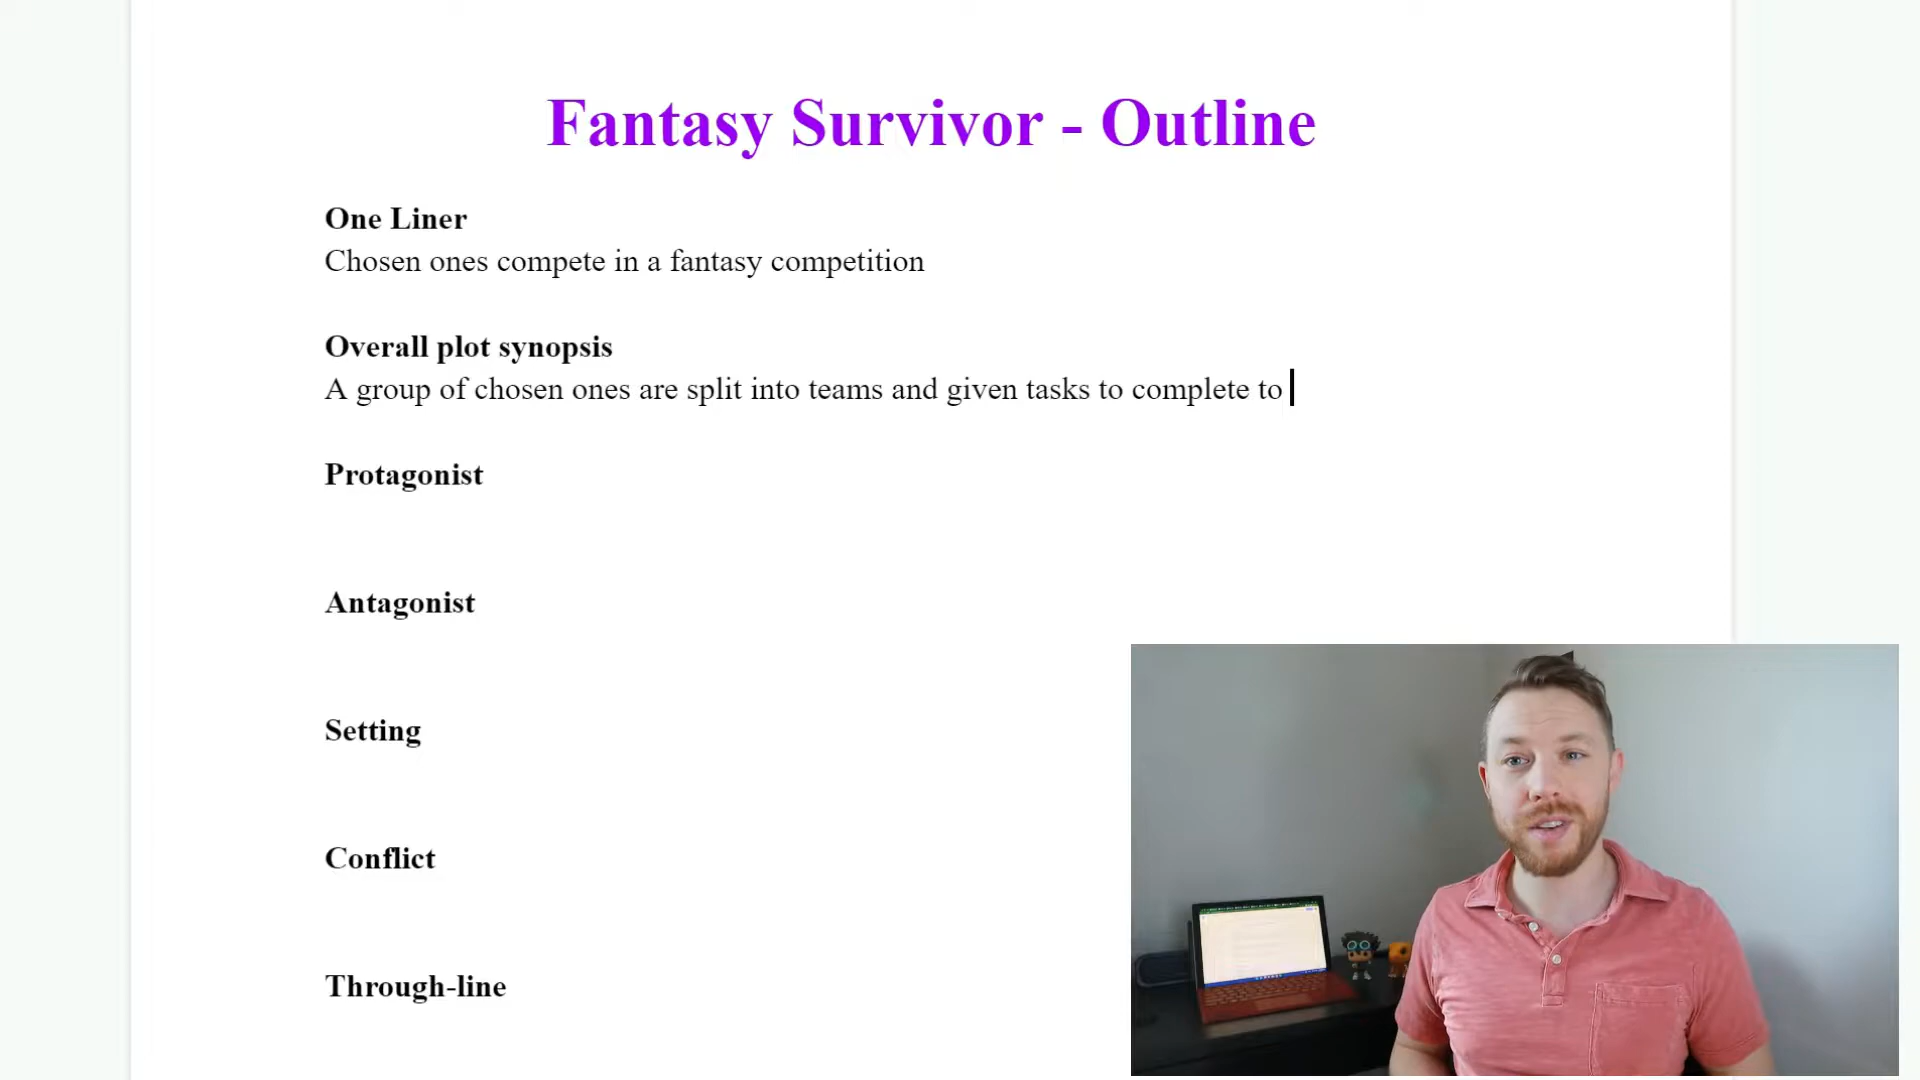 Fantasy Survivor - Outline
One Liner
Chosen ones compete in a fantasy competition
Overall plot synopsis
A group of chosen ones are split into teams and given tasks to complete to
Protagonist
Antagonist
Setting
Conflict
Through-line